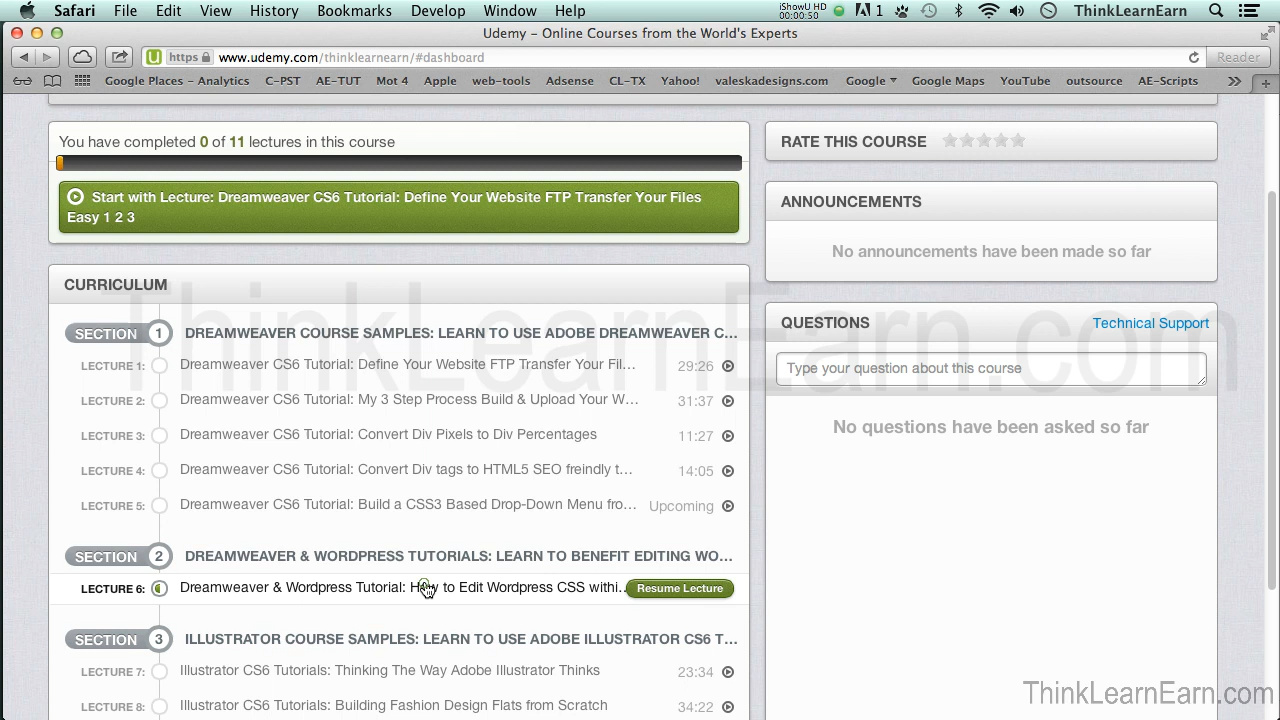 Safari File Edit View History Bookmarks Develop Window Help iShowU HD 00:00:50 1 ThinkLearnEarn
Udemy – Online Courses from the World's Experts
https www.udemy.com/thinklearnearn/#dashboard Reader
Google Places – Analytics C-PST AE-TUT Mot 4 Apple web-tools Adsense CL-TX Yahoo! valeskadesigns.com Google Google Maps YouTube outsource AE-Scripts
You have completed 0 of 11 lectures in this course
Start with Lecture: Dreamweaver CS6 Tutorial: Define Your Website FTP Transfer Your Files
Easy 1 2 3
RATE THIS COURSE
ANNOUNCEMENTS
No announcements have been made so far
CURRICULUM
SECTION 1 DREAMWEAVER COURSE SAMPLES: LEARN TO USE ADOBE DREAMWEAVER C...
LECTURE 1: Dreamweaver CS6 Tutorial: Define Your Website FTP Transfer Your Fil... 29:26
LECTURE 2: Dreamweaver CS6 Tutorial: My 3 Step Process Build & Upload Your W... 31:37
LECTURE 3: Dreamweaver CS6 Tutorial: Convert Div Pixels to Div Percentages 11:27
LECTURE 4: Dreamweaver CS6 Tutorial: Convert Div tags to HTML5 SEO freindly t... 14:05
LECTURE 5: Dreamweaver CS6 Tutorial: Build a CSS3 Based Drop-Down Menu fro... Upcoming
SECTION 2 DREAMWEAVER & WORDPRESS TUTORIALS: LEARN TO BENEFIT EDITING WO...
LECTURE 6: Dreamweaver & Wordpress Tutorial: How to Edit Wordpress CSS withi... Resume Lecture
SECTION 3 ILLUSTRATOR COURSE SAMPLES: LEARN TO USE ADOBE ILLUSTRATOR CS6 T...
LECTURE 7: Illustrator CS6 Tutorials: Thinking The Way Adobe Illustrator Thinks 23:34
LECTURE 8: Illustrator CS6 Tutorials: Building Fashion Design Flats from Scratch 34:22
QUESTIONS Technical Support
Type your question about this course
No questions have been asked so far
ThinkLearnEarn.com
ThinkLearnEarn.com